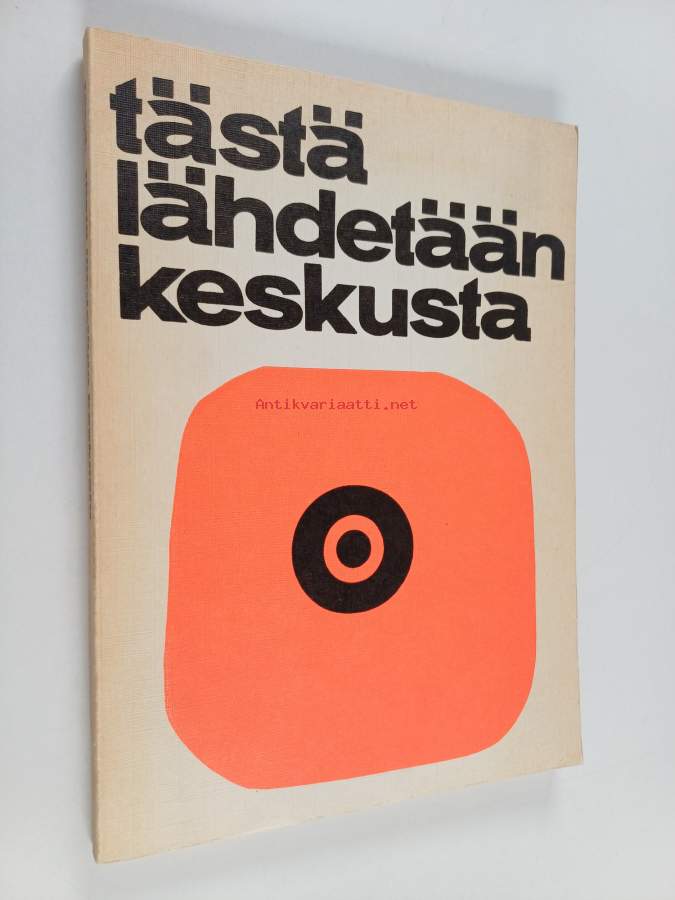 tästä
lähdetään
keskusta
Antikvariaatti.net